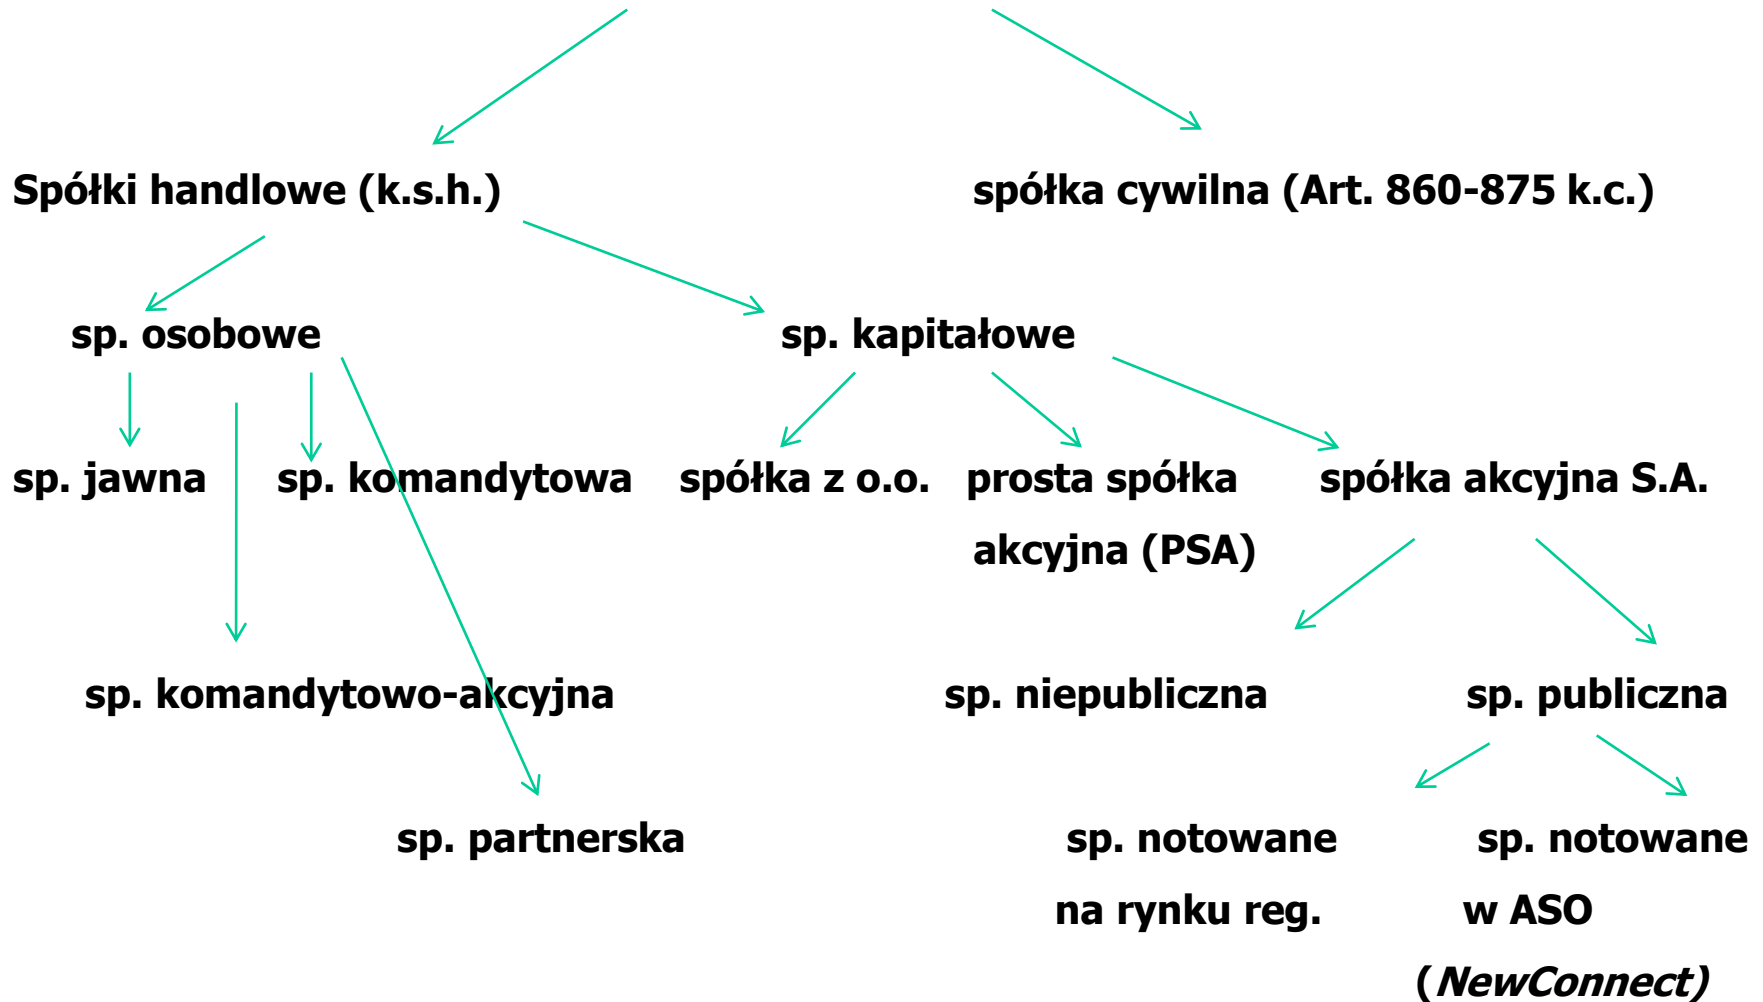 Spółki handlowe (k.s.h.) spółka cywilna (Art. 860-875 k.c.)
sp. osobowe sp. kapitałowe
sp. jawna sp. komandytowa spółka z o.o. prosta spółka spółka akcyjna S.A.
akcyjna (PSA)
sp. komandytowo-akcyjna sp. niepubliczna sp. publiczna
sp. partnerska sp. notowane sp. notowane
na rynku reg. w ASO
(NewConnect)